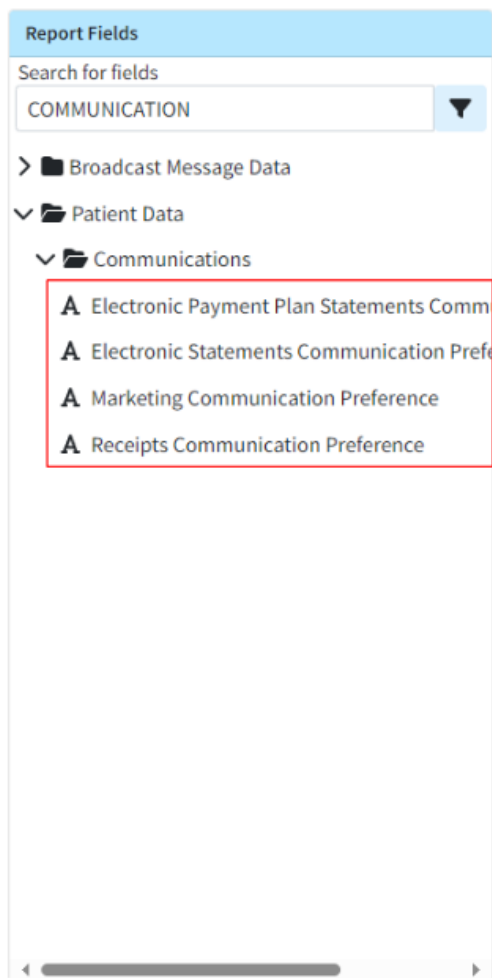 Report Fields
Search for fields
COMMUNICATION
Broadcast Message Data
Patient Data
Communications
A Electronic Payment Plan Statements Commu
A Electronic Statements Communication Prefe
A Marketing Communication Preference
A Receipts Communication Preference